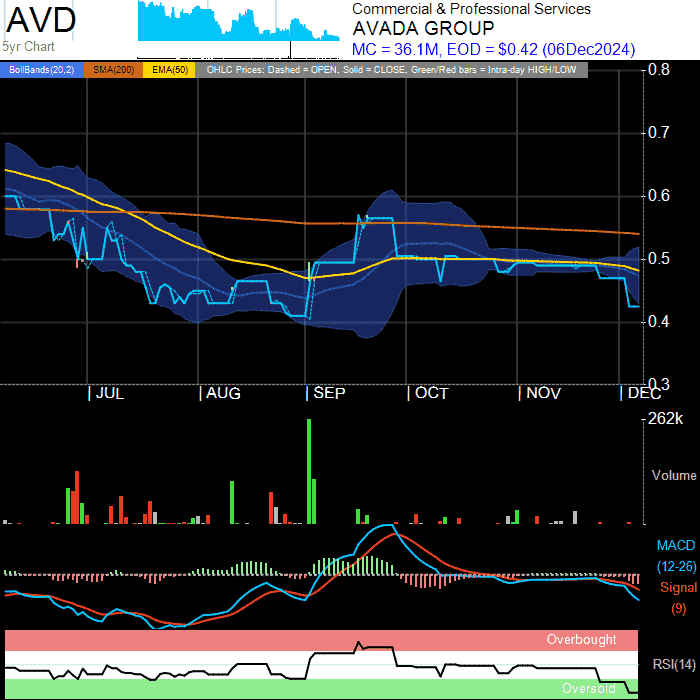 AVD
5yr Chart
Commercial & Professional Services
AVADA GROUP
MC = 36.1M, EOD = $0.42 (06Dec2024)
BollBands(20,2) SMA(200) EMA(50) OHLC Prices: Dashed = OPEN, Solid = CLOSE, Green/Red bars = Intra-day HIGH/LOW
0.8
0.7
0.6
0.5
0.4
0.3
| JUL | AUG | SEP | OCT | NOV | DEC
262k
Volume
MACD
(12-26)
Signal
(9)
Overbought
RSI(14)
Oversold